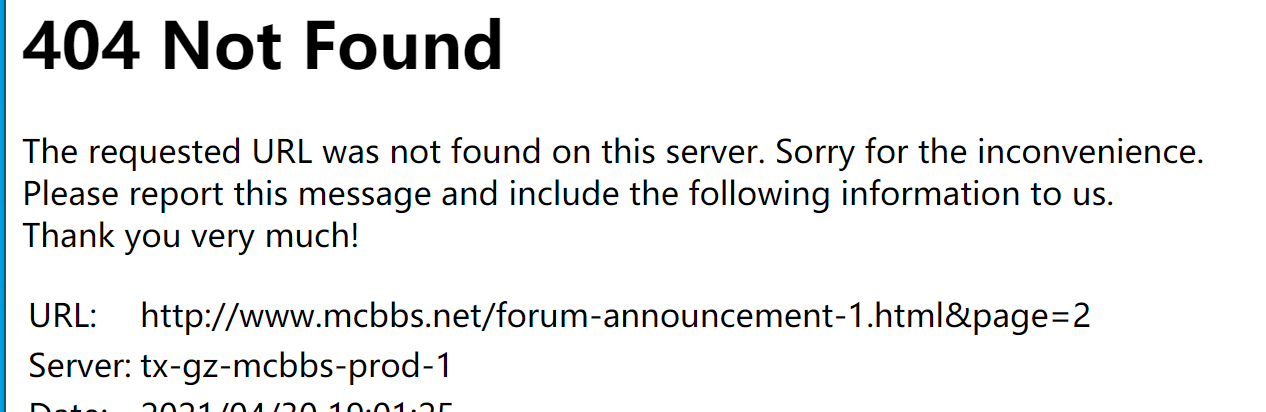 404 Not Found
The requested URL was not found on this server. Sorry for the inconvenience.
Please report this message and include the following information to us.
Thank you very much!
URL: http://www.mcbbs.net/forum-announcement-1.html&page=2
Server: tx-gz-mcbbs-prod-1
Date: